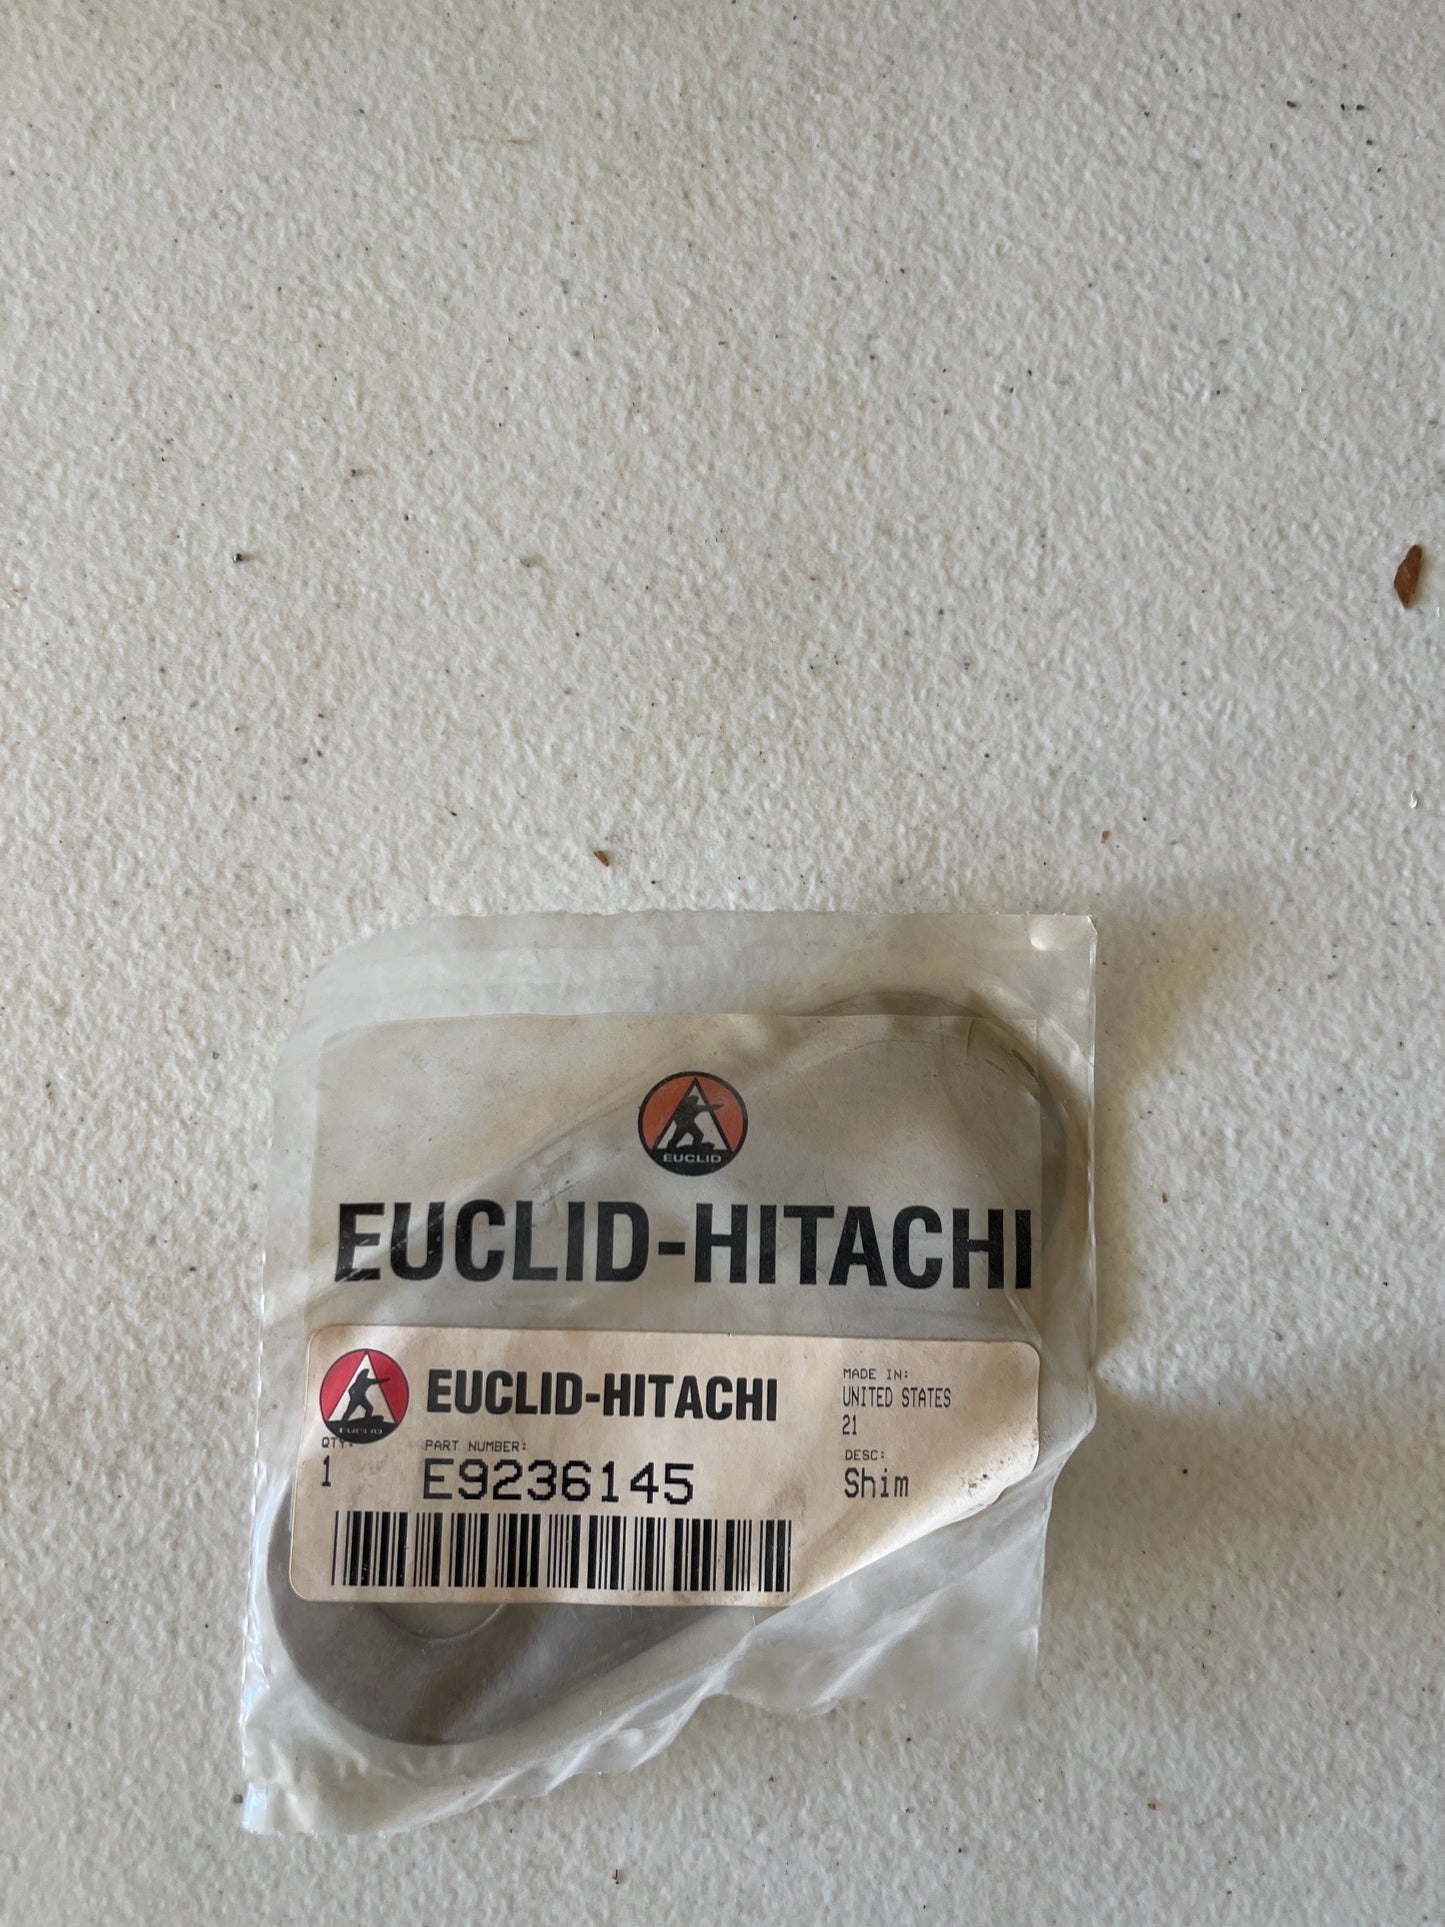 EUCLID
EUCLID-HITACHI
EUCLID
EUCLID-HITACHI
MADE IN:
UNITED STATES
21
QTY:
1
PART NUMBER:
E9236145
DESC:
Shim